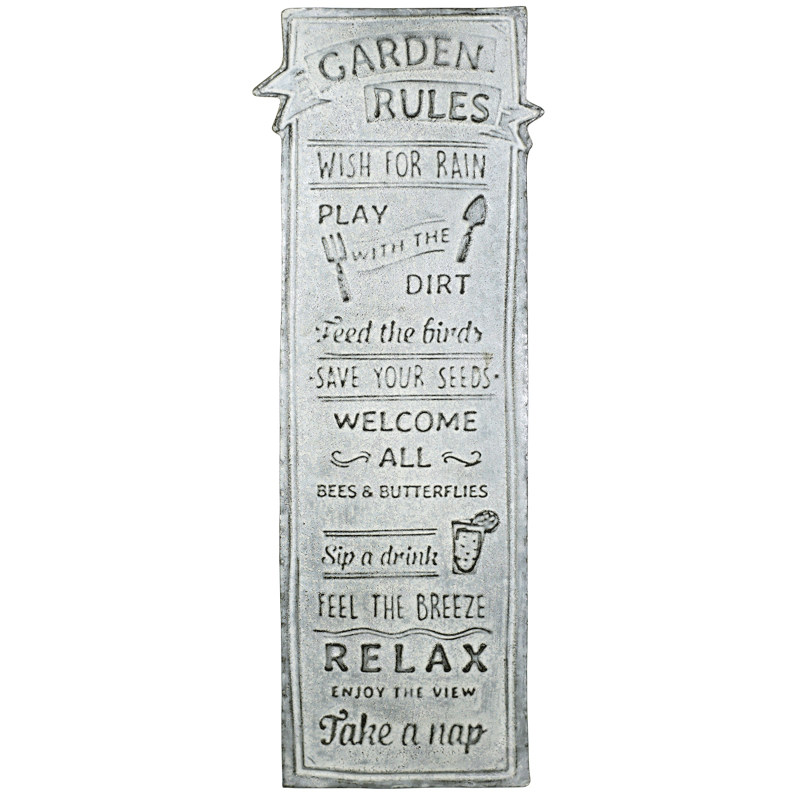 GARDEN
RULES
WISH FOR RAIN
PLAY
WITH THE
DIRT
Feed the birds
·SAVE YOUR SEEDS·
WELCOME
ALL
BEES & BUTTERFLIES
Sip a drink
FEEL THE BREEZE
RELAX
ENJOY THE VIEW
Take a nap